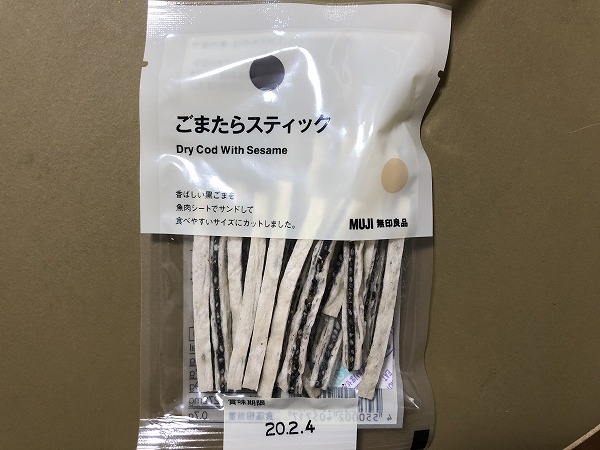 ごまたらスティック
Dry Cod With Sesame
香ばしい黒ごまを
魚肉シートでサンドして
食べやすいサイズにカットしました。
MUJI 無印良品
賞味期限
20.2.4